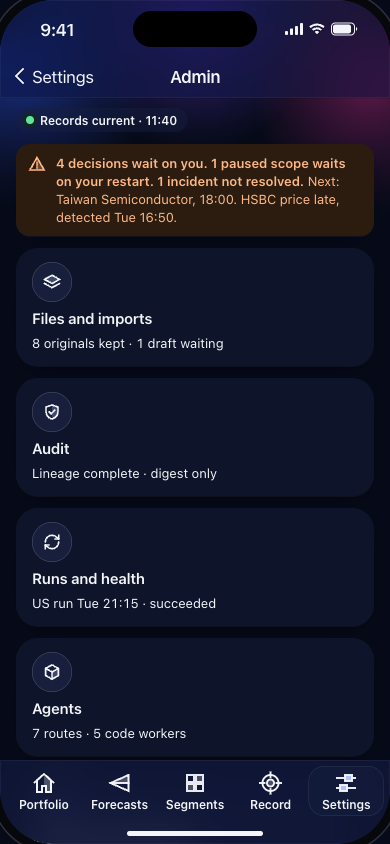 9:41
Settings
Admin
Records current · 11:40
4 decisions wait on you. 1 paused scope waits
on your restart. 1 incident not resolved. Next:
Taiwan Semiconductor, 18:00. HSBC price late,
detected Tue 16:50.
Files and imports
8 originals kept · 1 draft waiting
Audit
Lineage complete · digest only
Runs and health
US run Tue 21:15 · succeeded
Agents
7 routes · 5 code workers
Portfolio
Forecasts
Segments
Record
Settings